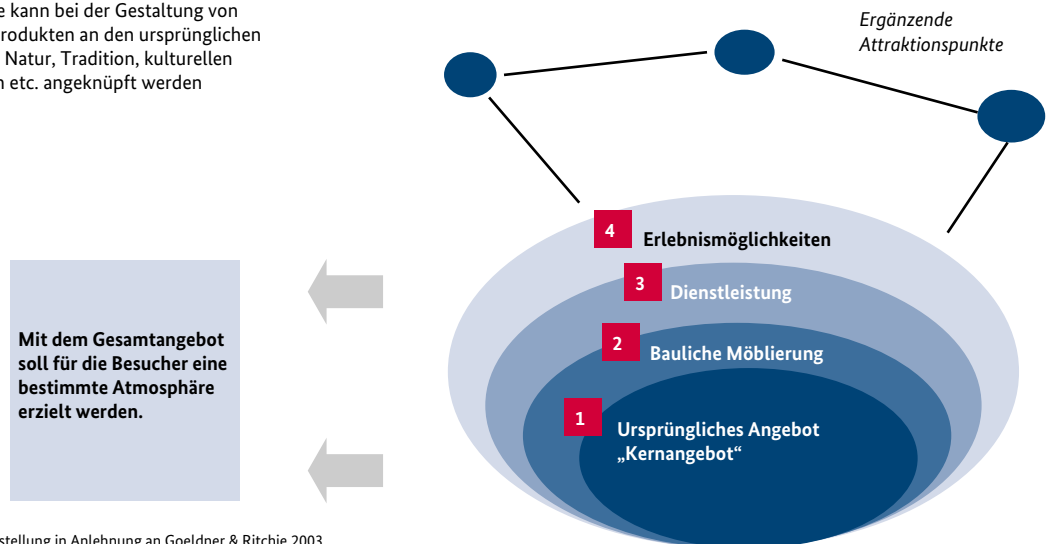 e kann bei der Gestaltung von
rodukten an den ursprünglichen
Natur, Tradition, kulturellen
n etc. angeknüpft werden
Ergänzende
Attraktionspunkte
4 Erlebnismöglichkeiten
3 Dienstleistung
2 Bauliche Möblierung
1 Ursprüngliches Angebot
„Kernangebot“
Mit dem Gesamtangebot
soll für die Besucher eine
bestimmte Atmosphäre
erzielt werden.
stellung in Anlehnung an Goeldner & Ritchie 2003